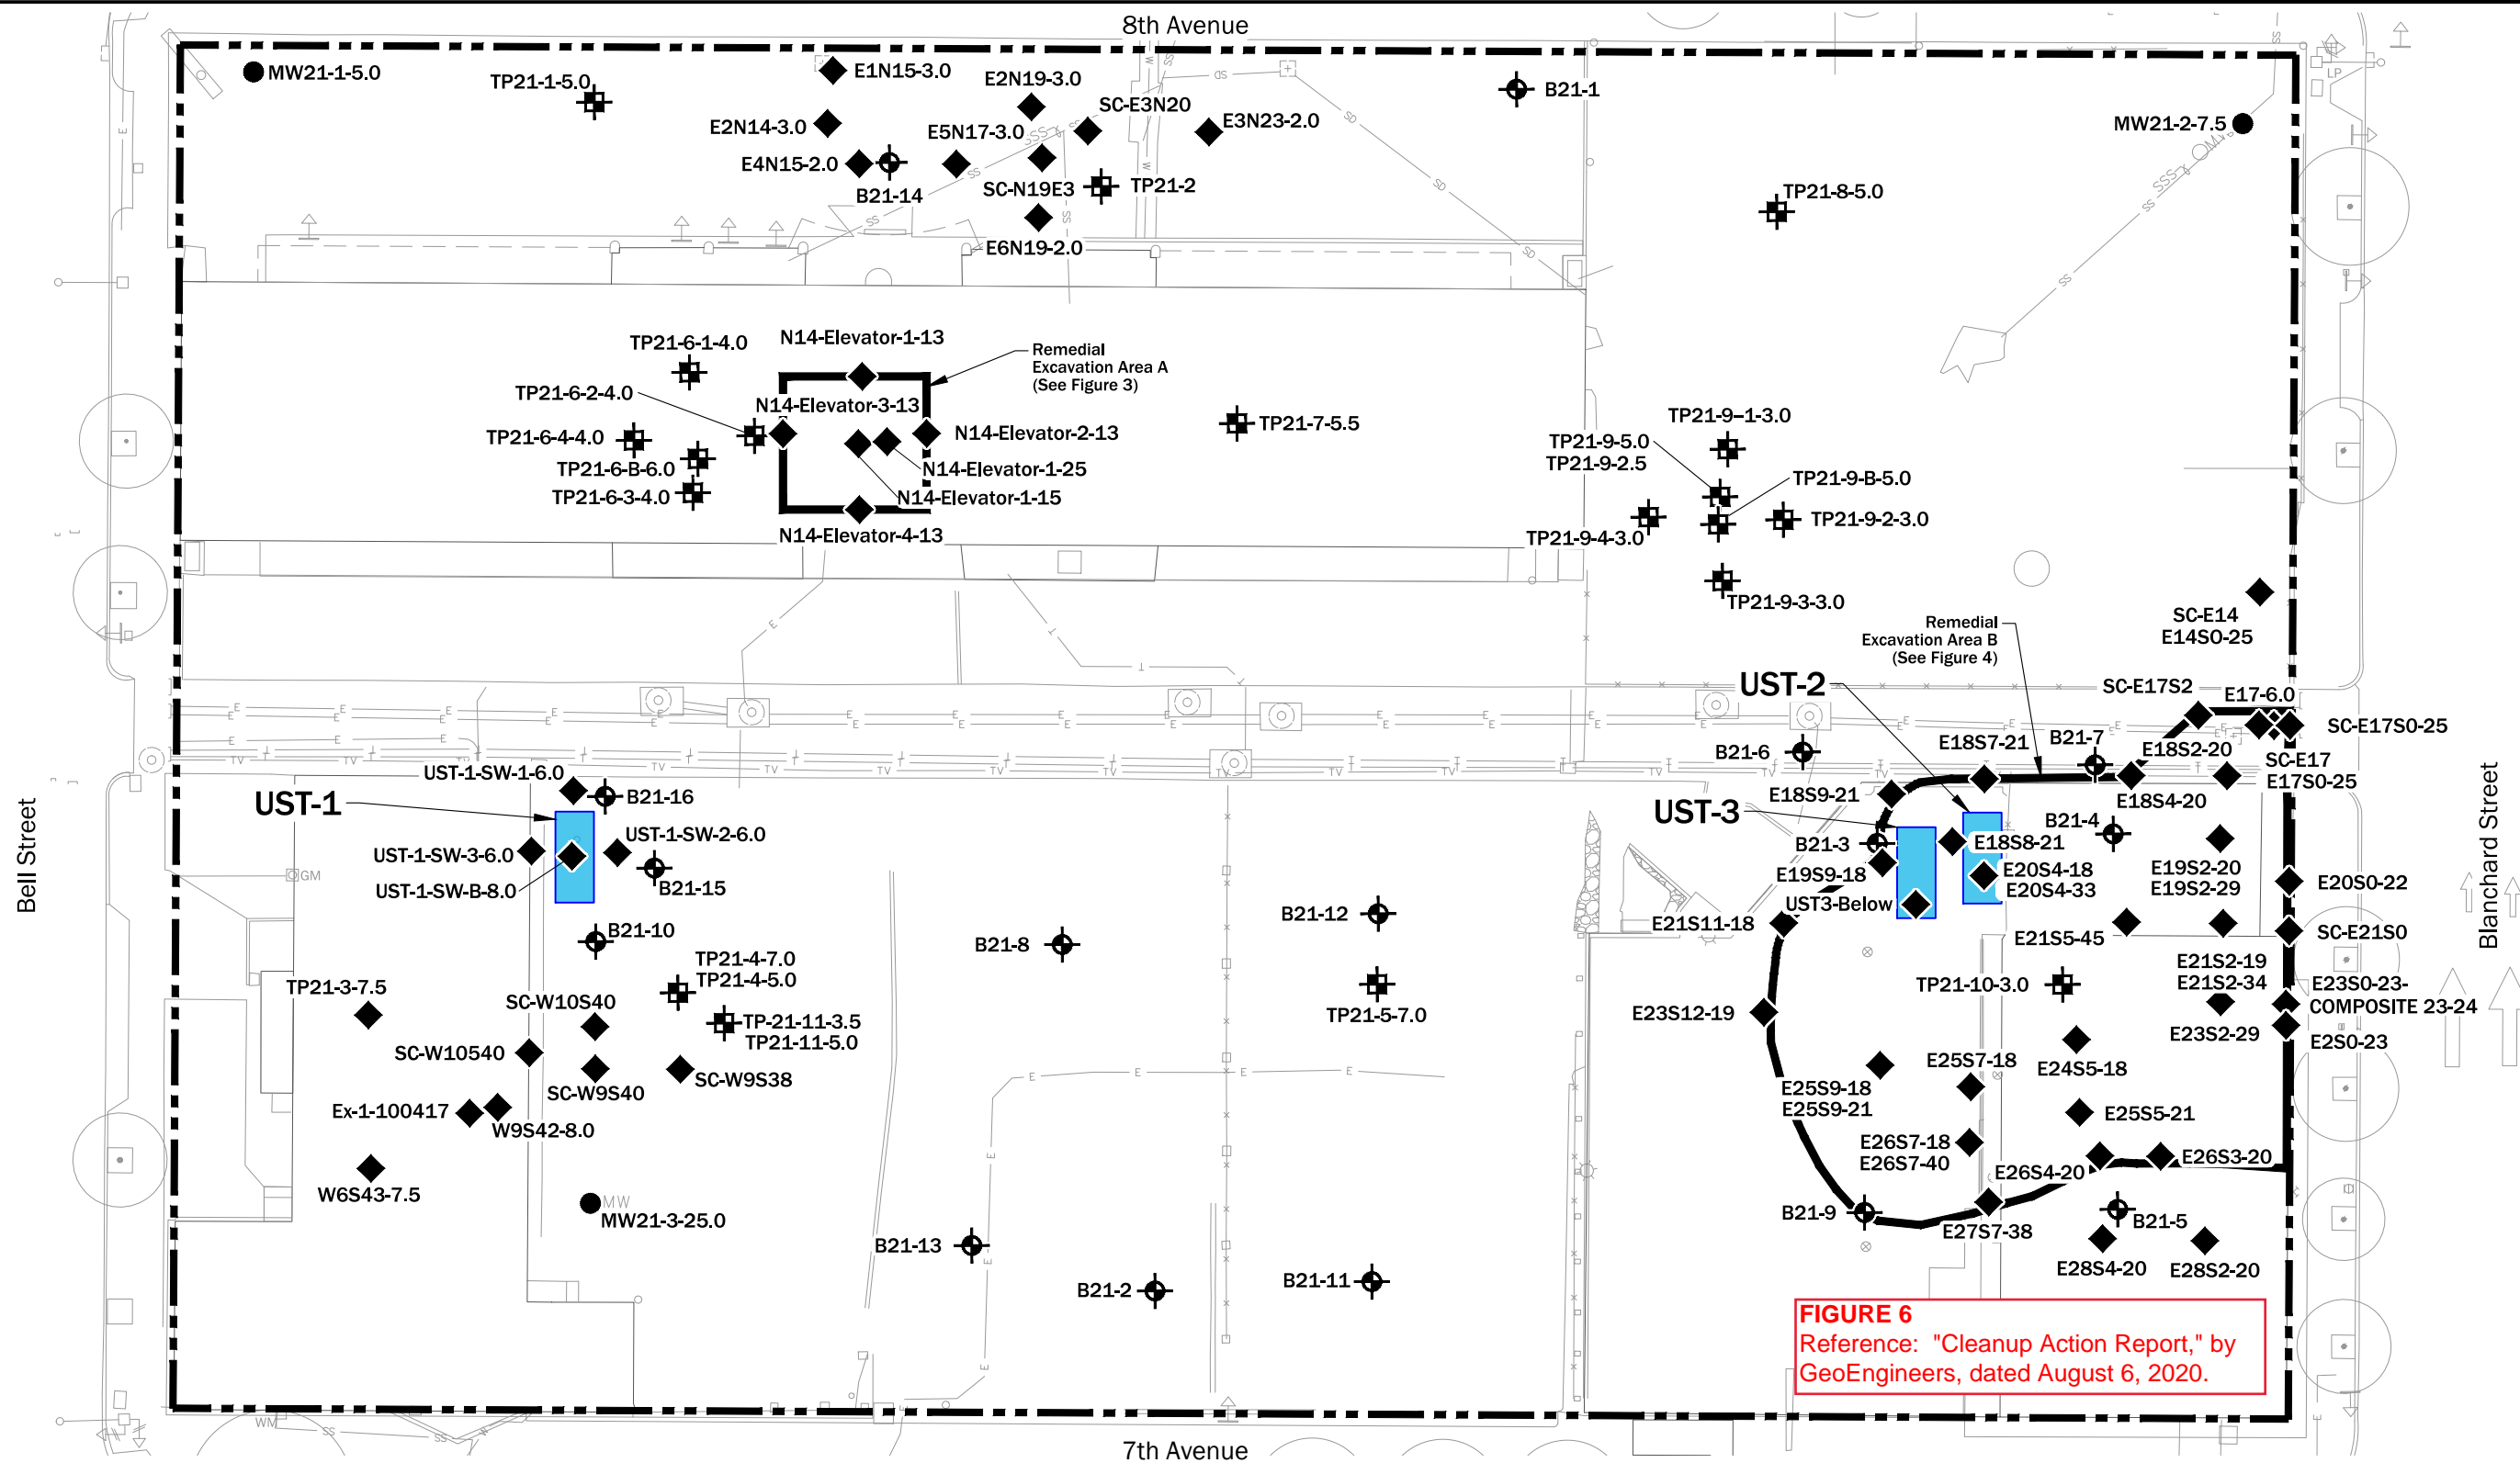 8th Avenue
MW21-1-5.0
TP21-1-5.0
E1N15-3.0
E2N19-3.0
SC-E3N20
B21-1
E2N14-3.0
E5N17-3.0
E3N23-2.0
MW21-2-7.5
E4N15-2.0
B21-14
SC-N19E3
TP21-2
TP21-8-5.0
E6N19-2.0
TP21-6-1-4.0
N14-Elevator-1-13
Remedial
Excavation Area A
(See Figure 3)
TP21-6-2-4.0
N14-Elevator-3-13
TP21-6-4-4.0
N14-Elevator-2-13
TP21-7-5.5
TP21-9-1-3.0
TP21-9-5.0
TP21-9-2.5
TP21-6-B-6.0
N14-Elevator-1-25
TP21-9-B-5.0
TP21-6-3-4.0
N14-Elevator-1-15
N14-Elevator-4-13
TP21-9-4-3.0
TP21-9-2-3.0
TP21-9-3-3.0
SC-E14
E14S0-25
Remedial
Excavation Area B
(See Figure 4)
UST-2
SC-E17S2
E17-6.0
SC-E17S0-25
B21-6
E18S7-21
B21-7
E18S2-20
SC-E17
E17S0-25
UST-1-SW-1-6.0
UST-1
B21-16
UST-3
E18S9-21
E18S4-20
UST-1-SW-2-6.0
B21-4
UST-1-SW-3-6.0
B21-3
E18S8-21
UST-1-SW-B-8.0
B21-15
E19S9-18
E20S4-18
E20S4-33
E19S2-20
E19S2-29
E20S0-22
UST3-Below
Bell Street
Blanchard Street
B21-10
B21-8
B21-12
E21S11-18
E21S5-45
SC-E21S0
TP21-4-7.0
TP21-4-5.0
E21S2-19
E21S2-34
TP21-3-7.5
SC-W10S40
TP21-5-7.0
TP21-10-3.0
E23S0-23-
COMPOSITE 23-24
TP-21-11-3.5
TP21-11-5.0
E23S12-19
E23S2-29
E2S0-23
SC-W10540
SC-W9S40
SC-W9S38
E25S7-18
E24S5-18
E25S9-18
E25S9-21
Ex-1-100417
W9S42-8.0
E25S5-21
E26S7-18
E26S7-40
E26S4-20
E26S3-20
W6S43-7.5
MW
MW21-3-25.0
B21-9
E27S7-38
B21-5
B21-13
B21-2
B21-11
E28S4-20
E28S2-20
FIGURE 6
Reference: "Cleanup Action Report," by
GeoEngineers, dated August 6, 2020.
7th Avenue
GM
LP
WM